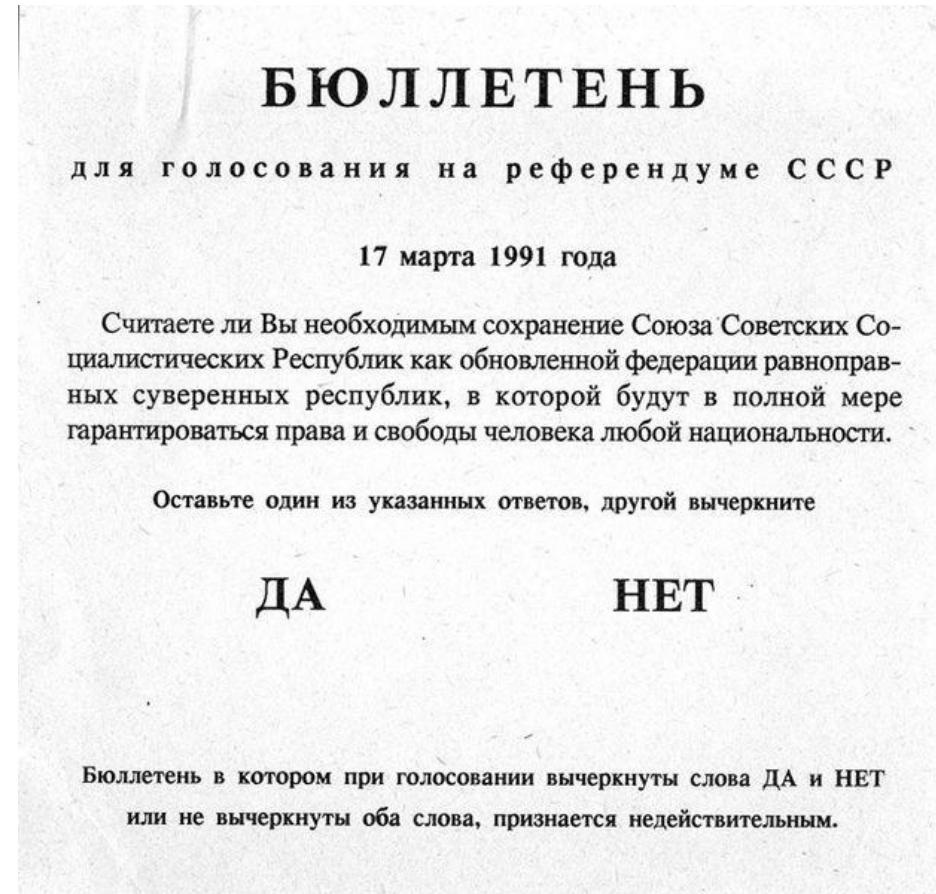 БЮЛЛЕТЕНЬ
для голосования на референдуме СССР
17 марта 1991 года
Считаете ли Вы необходимым сохранение Союза Советских Со-
циалистических Республик как обновленной федерации равноправ-
ных суверенных республик, в которой будут в полной мере
гарантироваться права и свободы человека любой национальности.
Оставьте один из указанных ответов, другой вычеркните
ДА НЕТ
Бюллетень в котором при голосовании вычеркнуты слова ДА и НЕТ
или не вычеркнуты оба слова, признается недействительным.